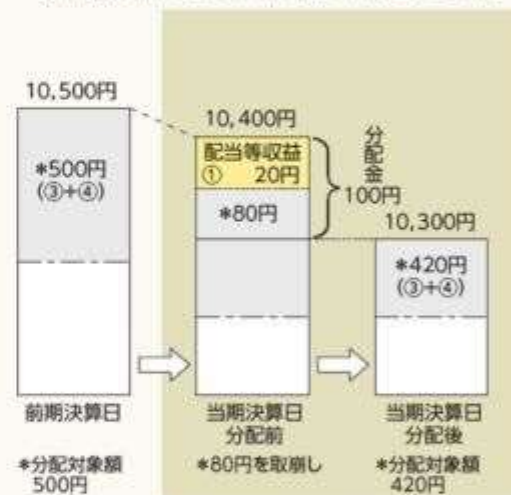 10,500円
*500円
(③+④)
前期決算日
*分配対象額
500円
10,400円
配当等収益
① 20円
*80円
分配金
100円
当期決算日
分配前
*80円を取崩し
10,300円
*420円
(③+④)
当期決算日
分配後
*分配対象額
420円